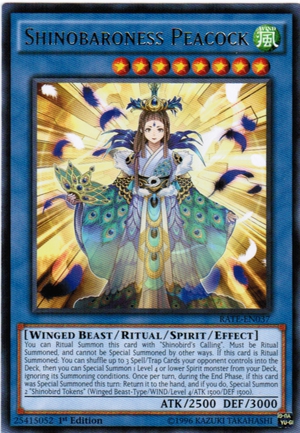 SHINOBARONESS PEACOCK
風
RATE-EN037
[WINGED BEAST/RITUAL/SPIRIT/EFFECT]
You can Ritual Summon this card with "Shinobird's Calling". Must be Ritual
Summoned, and cannot be Special Summoned by other ways. If this card is Ritual
Summoned: You can shuffle up to 3 Spell/Trap Cards your opponent controls into the
Deck, then you can Special Summon 1 Level 4 or lower Spirit monster from your Deck,
ignoring its Summoning conditions. Once per turn, during the End Phase, if this card
was Special Summoned this turn: Return it to the hand, and if you do, Special Summon
2 "Shinobird Tokens" (Winged Beast-Type/WIND/Level 4/ATK 1500/DEF 1500).
25415052
1st Edition
©1996 KAZUKI TAKAHASHI